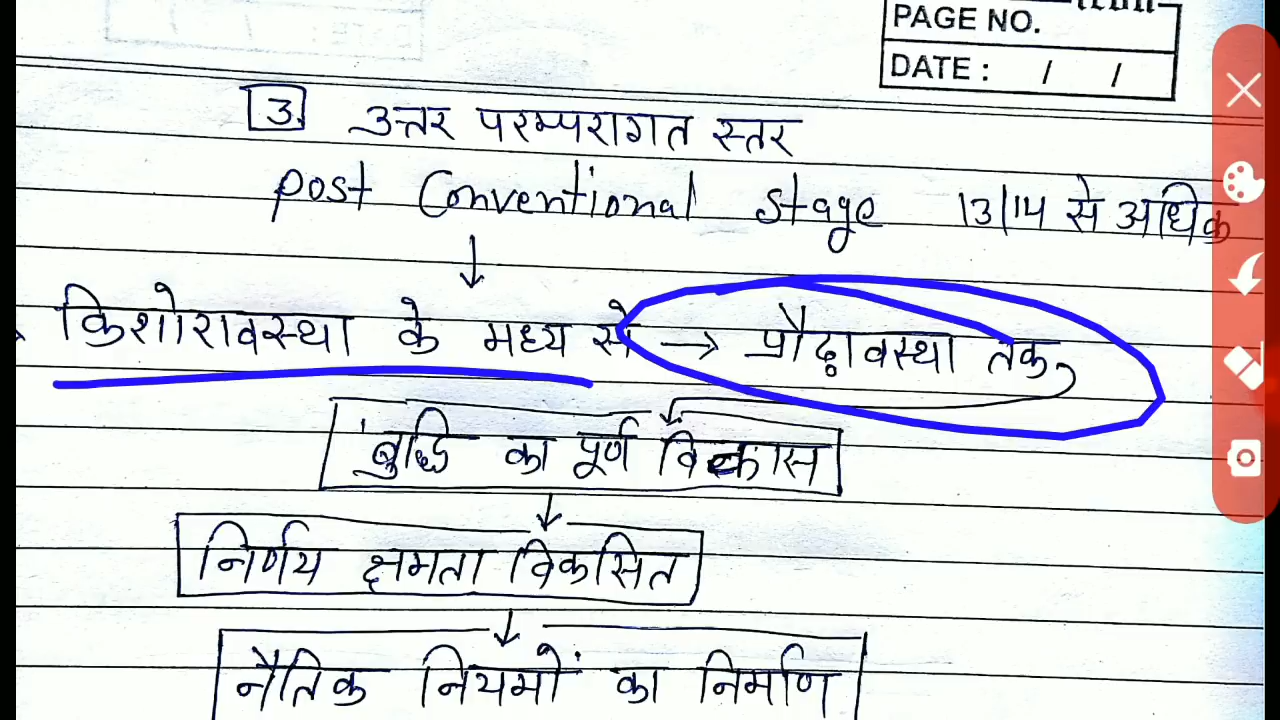 PAGE NO.
DATE : / /
3. उत्तर परम्परागत स्तर
post Conventional stage 13/14 से अधिक
↓
किशोरावस्था के मध्य से → प्रौढ़ावस्था तक
बुद्धि का पूर्ण विकास
↓
निर्णय क्षमता विकसित
↓
नैतिक नियमों का निर्माण